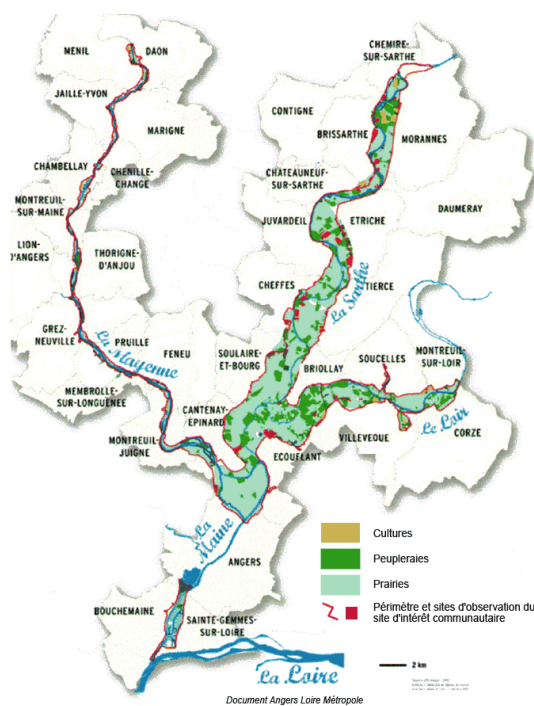 MENIL
DAON
CHEMIRE-
SUR-SARTHE
JAILLE-YVON
CONTIGNE
MARIGNE
BRISSARTHE
MORANNES
CHAMBELLAY
CHENILLE-
CHANGE
CHATEAUNEUF-
SUR-SARTHE
MONTREUIL-
SUR-MAINE
JUVARDEIL
ETRICHE
DAUMERAY
LION-
D'ANGERS
THORIGNE-
D'ANJOU
CHEFFES
La Sarthe
TIERCE
GREZ-
NEUVILLE
La Mayenne
PRUILLE
FENEU
SOULAIRE-
ET-BOURG
BRIOLLAY
SOUCELLES
MONTREUIL-
SUR-LOIR
MEMBROLLE-
SUR-LONGUENEE
CANTENAY-
EPINARD
Le Loir
MONTREUIL-
JUIGNE
ECOUFLANT
VILLEVEQUE
CORZE
La
Maine
ANGERS
Cultures
Peupleraies
Prairies
BOUCHEMAINE
SAINTE-GEMMES-
SUR-LOIRE
Périmètre et sites d'observation du
site d'intérêt communautaire
La Loire
2 km
Document Angers Loire Métropole